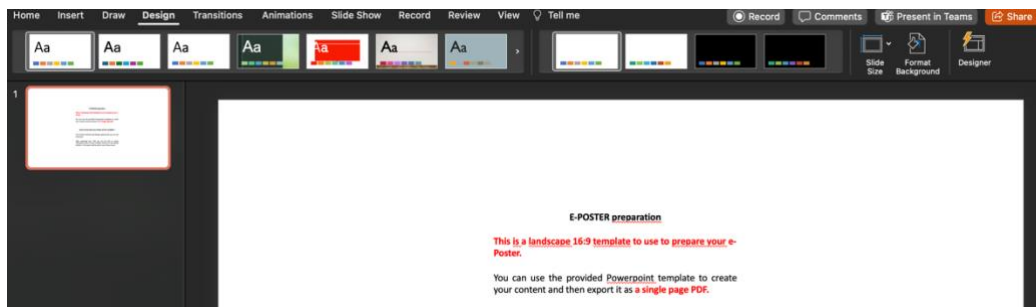 Home Insert Draw Design Transitions Animations Slide Show Record Review View Tell me Record Comments Present in Teams Share
Aa Aa Aa Aa Aa Aa Aa
Slide Size
Format Background
Designer
1
E-POSTER preparation
This is a landscape 16:9 template to use to prepare your e-
Poster.
You can use the provided Powerpoint template to create
your content and then export it as a single page PDF.